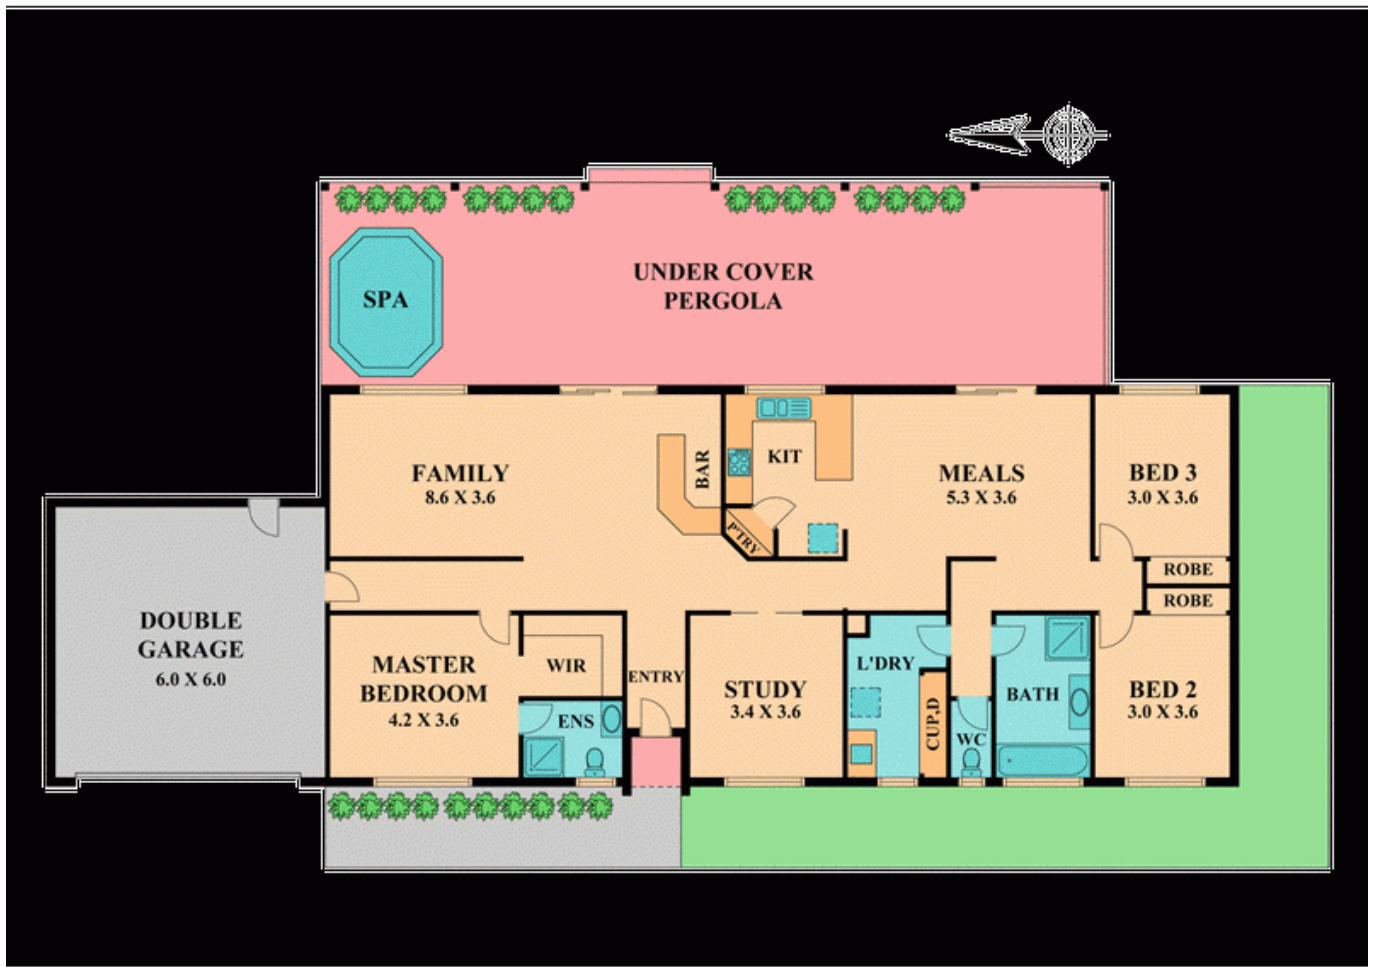 UNDER COVER
PERGOLA
SPA
FAMILY
8.6 X 3.6
BAR
KIT
P'TRY
MEALS
5.3 X 3.6
BED 3
3.0 X 3.6
ROBE
ROBE
DOUBLE
GARAGE
6.0 X 6.0
MASTER
BEDROOM
4.2 X 3.6
WIR
ENS
ENTRY
STUDY
3.4 X 3.6
L'DRY
CUP,D
WC
BATH
BED 2
3.0 X 3.6